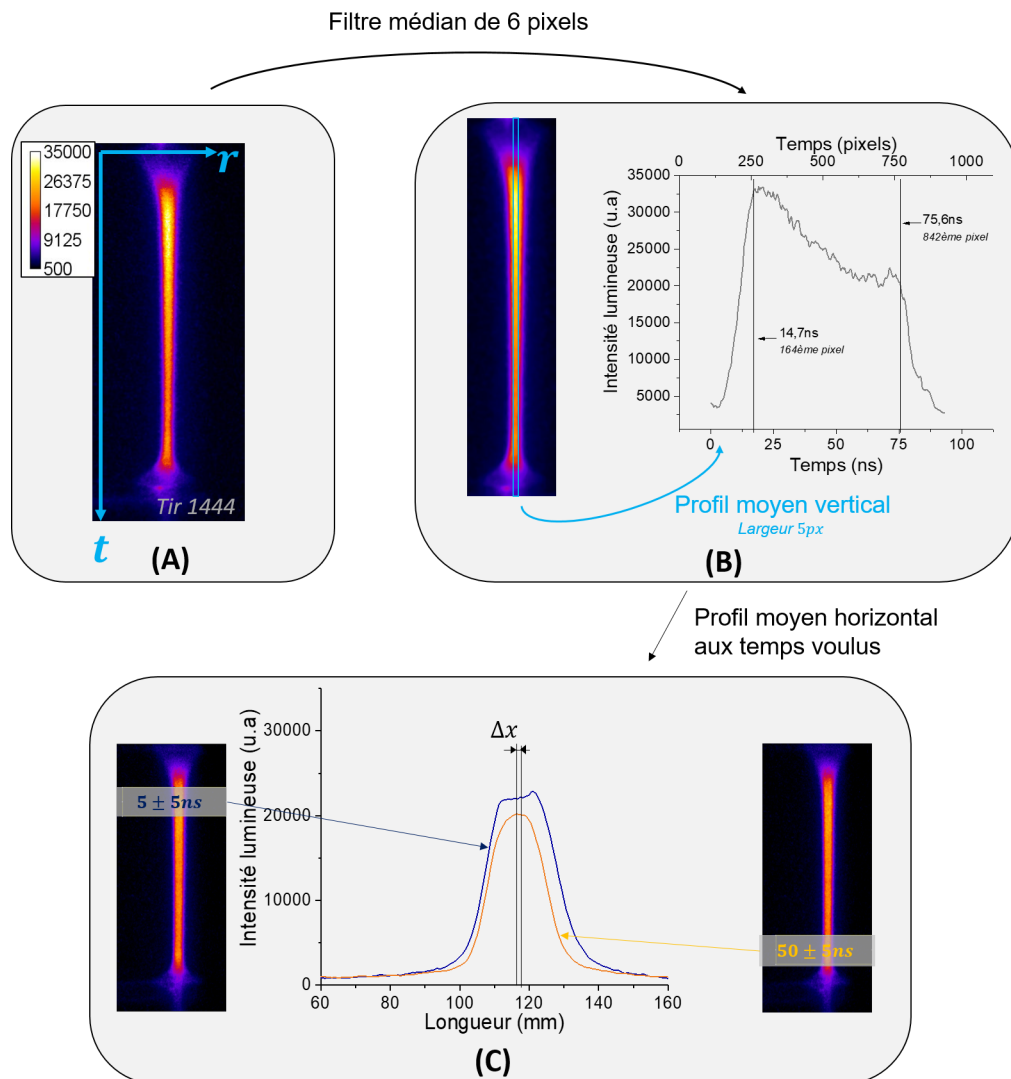 Filtre médian de 6 pixels
35000
26375
17750
9125
500
r
t
Tir 1444
(A)
Temps (pixels)
0 250 500 750 1000
35000
30000
25000
20000
15000
10000
5000
Intensité lumineuse (u.a)
75,6ns
842ème pixel
14,7ns
164ème pixel
0 25 50 75 100
Temps (ns)
Profil moyen vertical
Largeur 5px
(B)
Profil moyen horizontal
aux temps voulus
Intensité lumineuse (u.a)
30000
20000
10000
0
Δx
5 ± 5ns
50 ± 5ns
60 80 100 120 140 160
Longueur (mm)
(C)